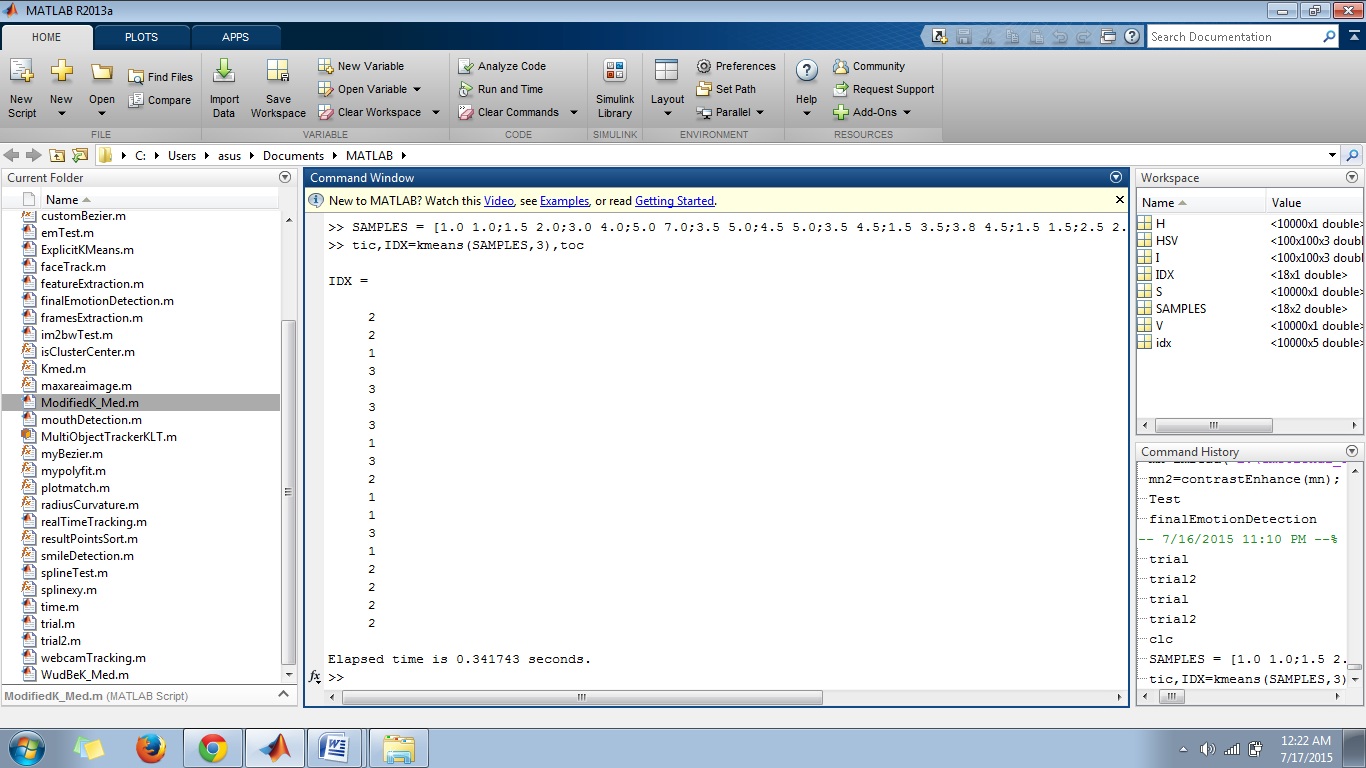 MATLAB R2013a
HOME PLOTS APPS
Search Documentation
New Script
New
Open
Find Files
Compare
FILE
Import Data
Save Workspace
New Variable
Open Variable
Clear Workspace
VARIABLE
Analyze Code
Run and Time
Clear Commands
CODE
Simulink Library
SIMULINK
Layout
Preferences
Set Path
Parallel
ENVIRONMENT
Help
Community
Request Support
Add-Ons
RESOURCES
C: Users asus Documents MATLAB
Current Folder
Name
customBezier.m
emTest.m
ExplicitKMeans.m
faceTrack.m
featureExtraction.m
finalEmotionDetection.m
framesExtraction.m
im2bwTest.m
isClusterCenter.m
Kmed.m
maxareaimage.m
ModifiedK_Med.m
mouthDetection.m
MultiObjectTrackerKLT.m
myBezier.m
mypolyfit.m
plotmatch.m
radiusCurvature.m
realTimeTracking.m
resultPointsSort.m
smileDetection.m
splineTest.m
splinexy.m
time.m
trial.m
trial2.m
webcamTracking.m
WudBeK_Med.m
ModifiedK_Med.m (MATLAB Script)
Command Window
New to MATLAB? Watch this Video, see Examples, or read Getting Started.
>> SAMPLES = [1.0 1.0;1.5 2.0;3.0 4.0;5.0 7.0;3.5 5.0;4.5 5.0;3.5 4.5;1.5 3.5;3.8 4.5;1.5 1.5;2.5 2.
>> tic,IDX=kmeans(SAMPLES,3),toc
IDX =
2
2
1
3
3
3
3
1
3
2
1
1
3
1
2
2
2
2
Elapsed time is 0.341743 seconds.
fx >>
Workspace
Name Value
H <10000x1 double>
HSV <100x100x3 doubl
I <100x100x3 doubl
IDX <18x1 double>
S <10000x1 double>
SAMPLES <18x2 double>
V <10000x1 double>
idx <10000x5 double>
Command History
mn2=contrastEnhance(mn);
Test
finalEmotionDetection
-- 7/16/2015 11:10 PM --%
trial
trial2
trial
trial2
clc
SAMPLES = [1.0 1.0;1.5 2.
tic,IDX=kmeans(SAMPLES,3)
12:22 AM
7/17/2015